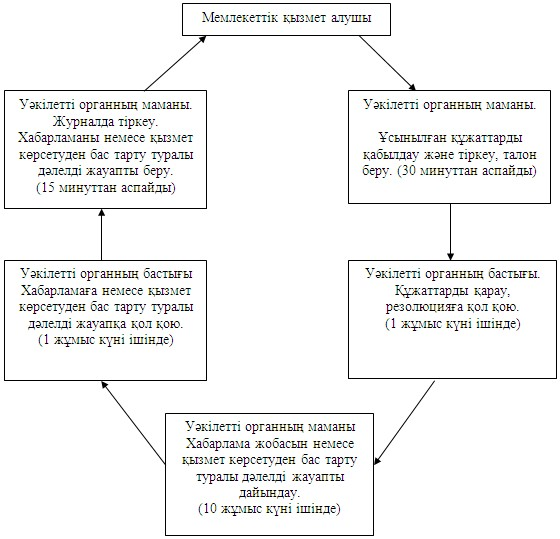 Мемлекеттік қызмет алушы
Уәкілетті органның маманы.
Ұсынылған құжаттарды
қабылдау және тіркеу, талон
беру. (30 минуттан аспайды)
Уәкілетті органның бастығы.
Құжаттарды қарау,
резолюцияға қол қою.
(1 жұмыс күні ішінде)
Уәкілетті органның маманы
Хабарлама жобасын немесе
қызмет көрсетуден бас тарту
туралы дәлелді жауапты
дайындау.
(10 жұмыс күні ішінде)
Уәкілетті органның бастығы
Хабарламаға немесе қызмет
көрсетуден бас тарту туралы
дәлелді жауапқа қол қою.
(1 жұмыс күні ішінде)
Уәкілетті органның маманы.
Журналда тіркеу.
Хабарламаны немесе қызмет
көрсетуден бас тарту туралы
дәлелді жауапты беру.
(15 минуттан аспайды)